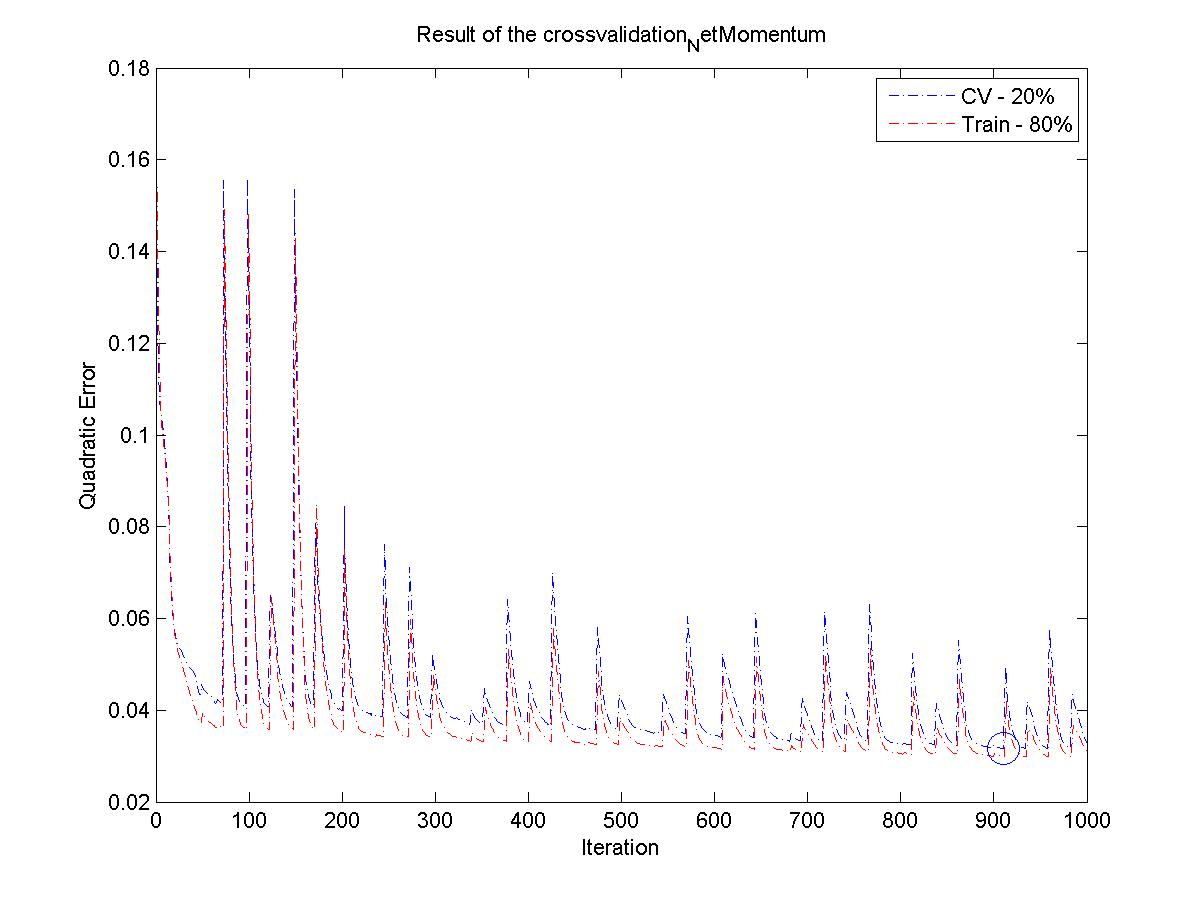 Result of the crossvalidation_NetMomentum
CV - 20%
Train - 80%
0.18
0.16
0.14
0.12
0.1
0.08
0.06
0.04
0.02
Quadratic Error
0 100 200 300 400 500 600 700 800 900 1000
Iteration